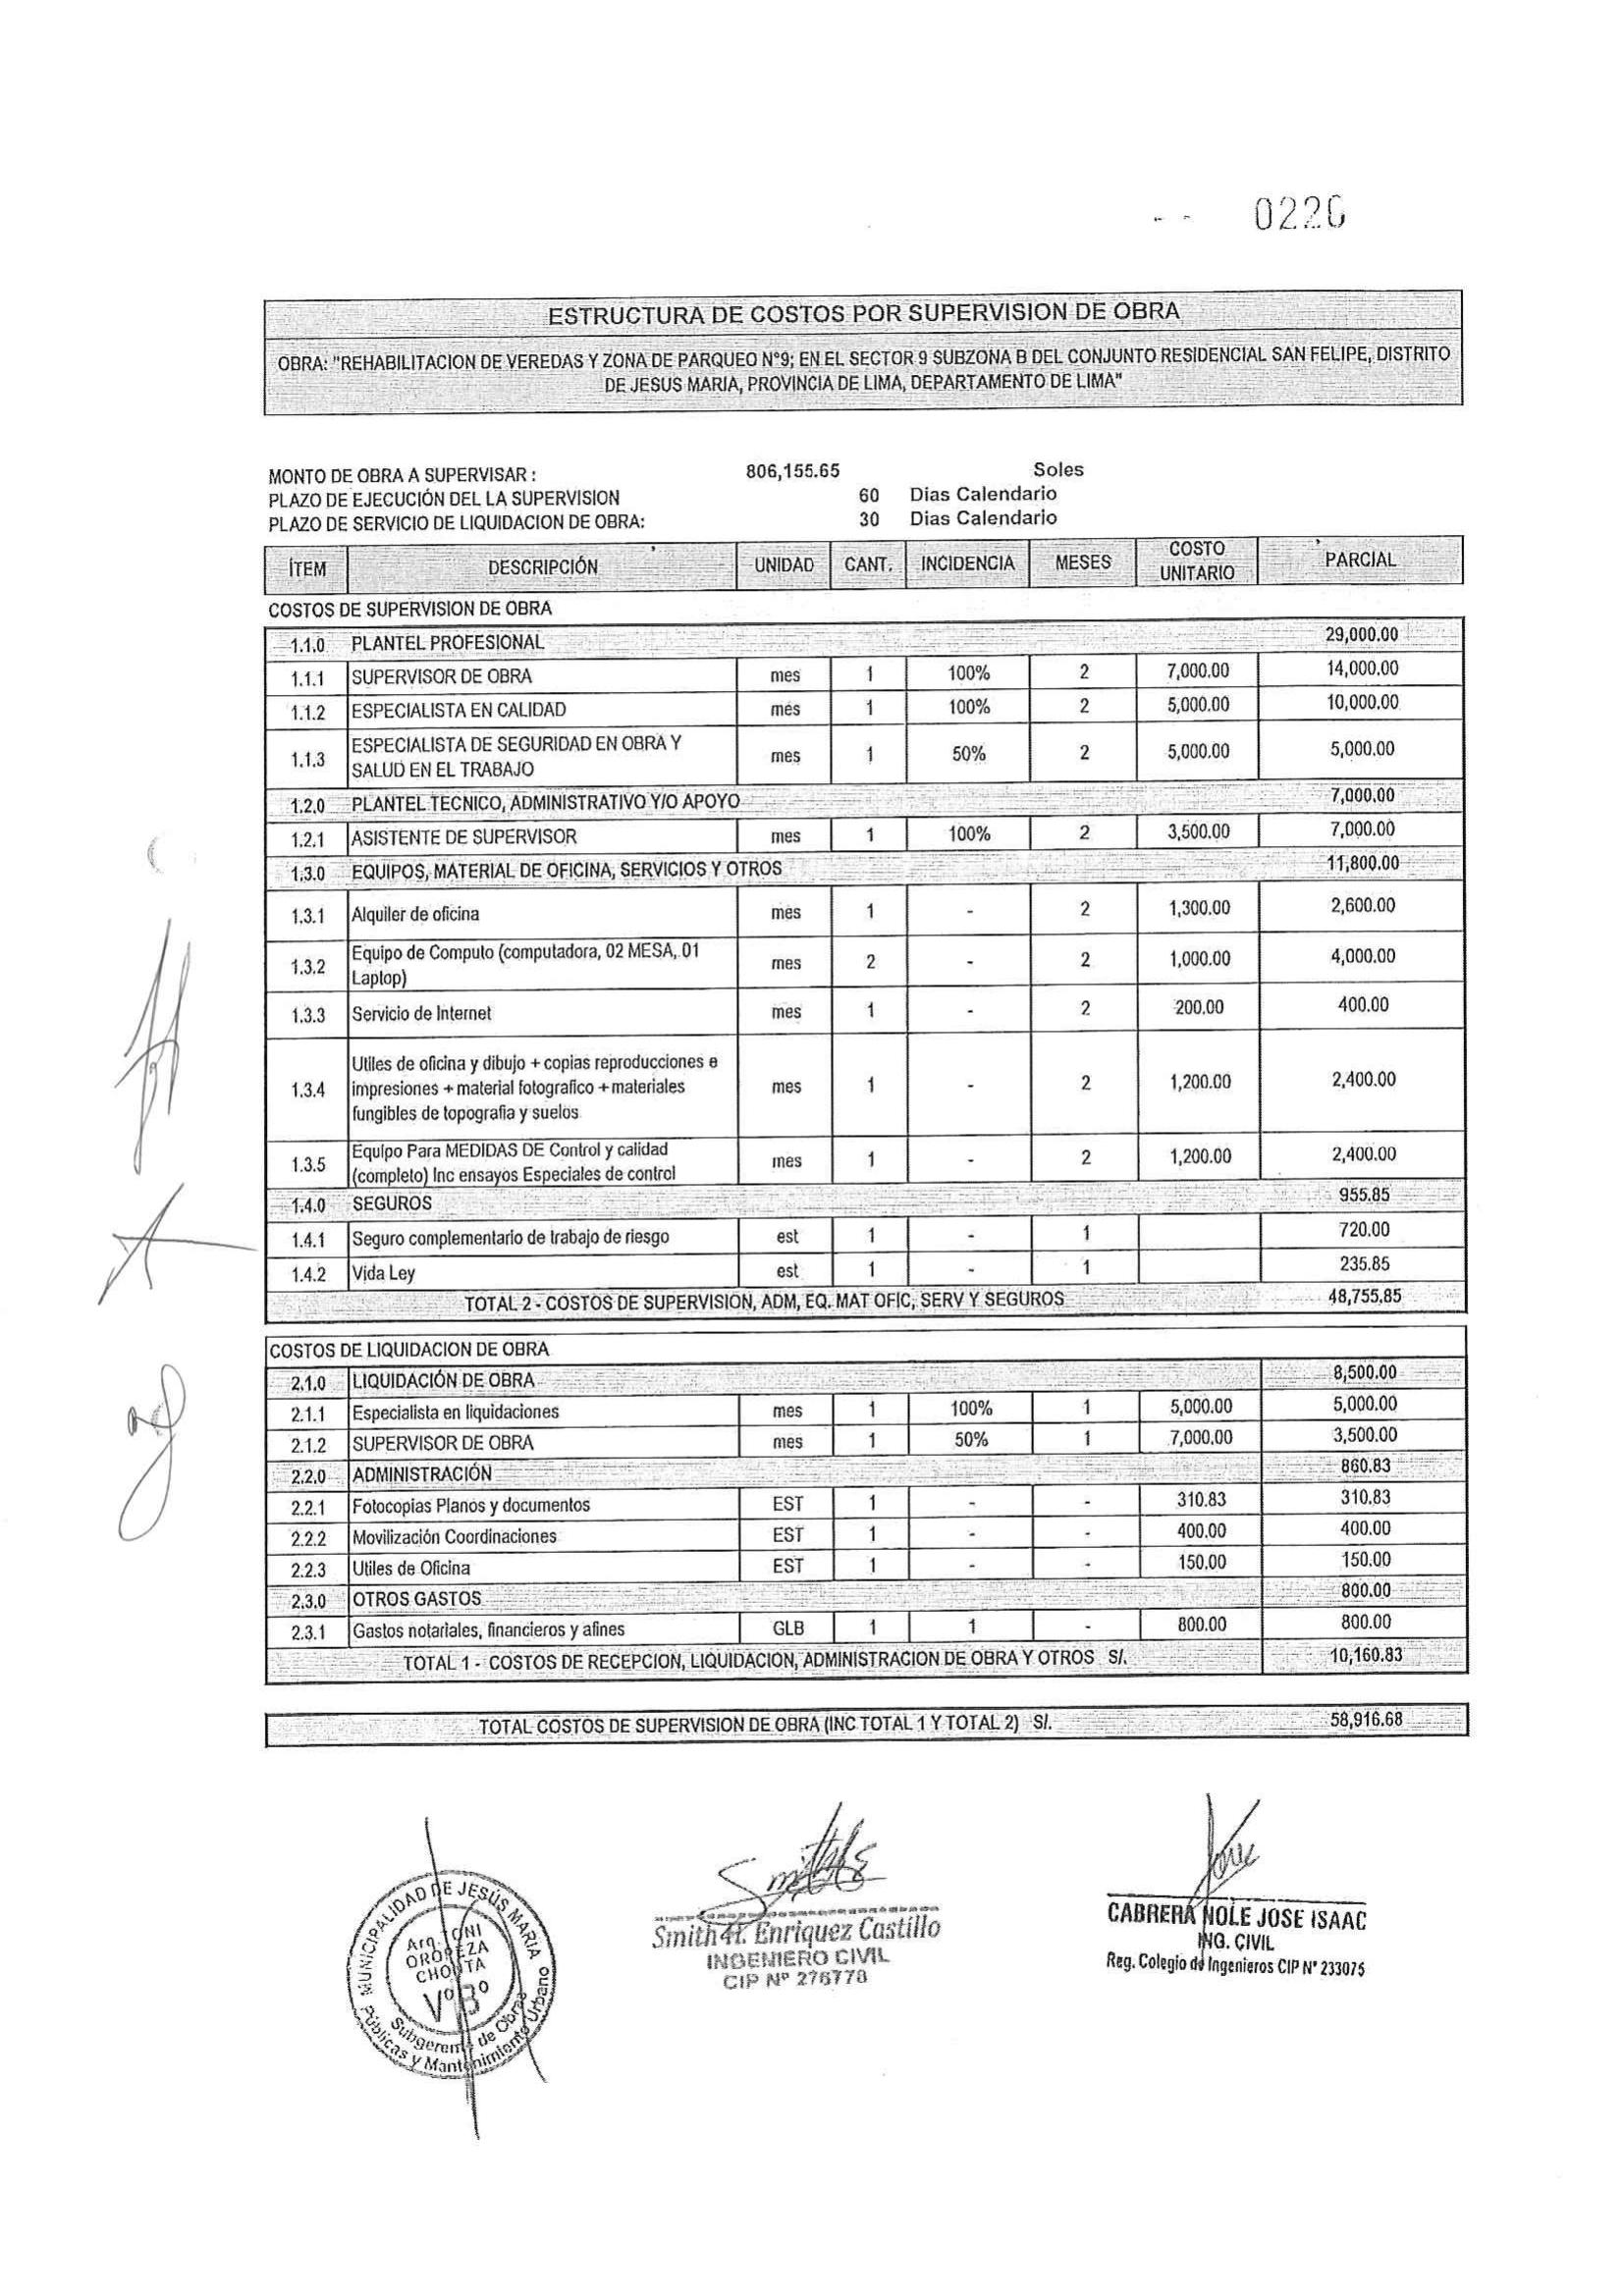 0226
ESTRUCTURA DE COSTOS POR SUPERVISION DE OBRA
OBRA: "REHABILITACION DE VEREDAS Y ZONA DE PARQUEO N°9; EN EL SECTOR 9 SUBZONA B DEL CONJUNTO RESIDENCIAL SAN FELIPE, DISTRITO
DE JESUS MARIA, PROVINCIA DE LIMA, DEPARTAMENTO DE LIMA"
MONTO DE OBRA A SUPERVISAR : 806,155.65 Soles
PLAZO DE EJECUCIÓN DEL LA SUPERVISION 60 Dias Calendario
PLAZO DE SERVICIO DE LIQUIDACION DE OBRA: 30 Dias Calendario
ÍTEM DESCRIPCIÓN UNIDAD CANT. INCIDENCIA MESES COSTO UNITARIO PARCIAL
COSTOS DE SUPERVISION DE OBRA
1.1.0 PLANTEL PROFESIONAL 29,000.00
1.1.1 SUPERVISOR DE OBRA mes 1 100% 2 7,000.00 14,000.00
1.1.2 ESPECIALISTA EN CALIDAD mes 1 100% 2 5,000.00 10,000.00
1.1.3 ESPECIALISTA DE SEGURIDAD EN OBRA Y
SALUD EN EL TRABAJO mes 1 50% 2 5,000.00 5,000.00
1.2.0 PLANTEL TECNICO, ADMINISTRATIVO Y/O APOYO 7,000.00
1.2.1 ASISTENTE DE SUPERVISOR mes 1 100% 2 3,500.00 7,000.00
1.3.0 EQUIPOS, MATERIAL DE OFICINA, SERVICIOS Y OTROS 11,800.00
1.3.1 Alquiler de oficina mes 1 - 2 1,300.00 2,600.00
1.3.2 Equipo de Computo (computadora, 02 MESA, 01
Laptop) mes 2 - 2 1,000.00 4,000.00
1.3.3 Servicio de Internet mes 1 - 2 200.00 400.00
1.3.4 Utiles de oficina y dibujo + copias reproducciones e
impresiones + material fotografico + materiales
fungibles de topografia y suelos mes 1 - 2 1,200.00 2,400.00
1.3.5 Equipo Para MEDIDAS DE Control y calidad
(completo) Inc ensayos Especiales de control mes 1 - 2 1,200.00 2,400.00
1.4.0 SEGUROS 955.85
1.4.1 Seguro complementario de trabajo de riesgo est 1 - 1 720.00
1.4.2 Vida Ley est 1 - 1 235.85
TOTAL 2 - COSTOS DE SUPERVISION, ADM, EQ. MAT OFIC, SERV Y SEGUROS 48,755.85
COSTOS DE LIQUIDACION DE OBRA
2.1.0 LIQUIDACIÓN DE OBRA 8,500.00
2.1.1 Especialista en liquidaciones mes 1 100% 1 5,000.00 5,000.00
2.1.2 SUPERVISOR DE OBRA mes 1 50% 1 7,000.00 3,500.00
2.2.0 ADMINISTRACIÓN 860.83
2.2.1 Fotocopias Planos y documentos EST 1 - - 310.83 310.83
2.2.2 Movilización Coordinaciones EST 1 - - 400.00 400.00
2.2.3 Utiles de Oficina EST 1 - - 150.00 150.00
2.3.0 OTROS GASTOS 800.00
2.3.1 Gastos notariales, financieros y afines GLB 1 1 - 800.00 800.00
TOTAL 1 - COSTOS DE RECEPCION, LIQUIDACION, ADMINISTRACION DE OBRA Y OTROS S/. 10,160.83
TOTAL COSTOS DE SUPERVISION DE OBRA (INC TOTAL 1 Y TOTAL 2) S/. 58,916.68
MUNICIPALIDAD DE JESÚS MARIA
Arq. IONI
OROPEZA
CHONTA
V°B°
Subgerente de Obras
Públicas y Mantenimiento Urbano
Smith H. Enriquez Castillo
INGENIERO CIVIL
CIP Nº 276778
CABRERA NOLE JOSE ISAAC
ING. CIVIL
Reg. Colegio de Ingenieros CIP N° 233075